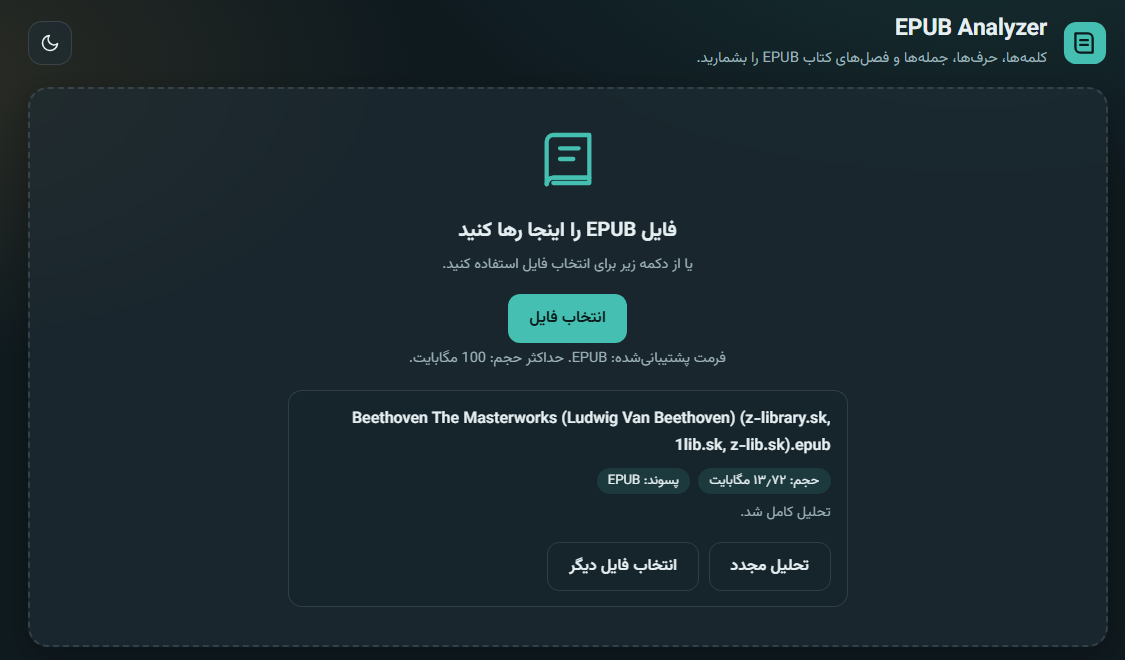 EPUB Analyzer
کلمه‌ها، حرف‌ها، جمله‌ها و فصل‌های کتاب EPUB را بشمارید.
فایل EPUB را اینجا رها کنید
یا از دکمه زیر برای انتخاب فایل استفاده کنید.
انتخاب فایل
فرمت پشتیبانی‌شده: EPUB. حداکثر حجم: 100 مگابایت.
Beethoven The Masterworks (Ludwig Van Beethoven) (z-library.sk,
1lib.sk, z-lib.sk).epub
حجم: ۱۳٫۷۲ مگابایت
پسوند: EPUB
تحلیل کامل شد.
تحلیل مجدد
انتخاب فایل دیگر